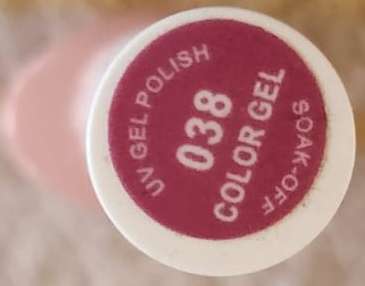 UV GEL POLISH
038
COLOR GEL
SOAK-OFF